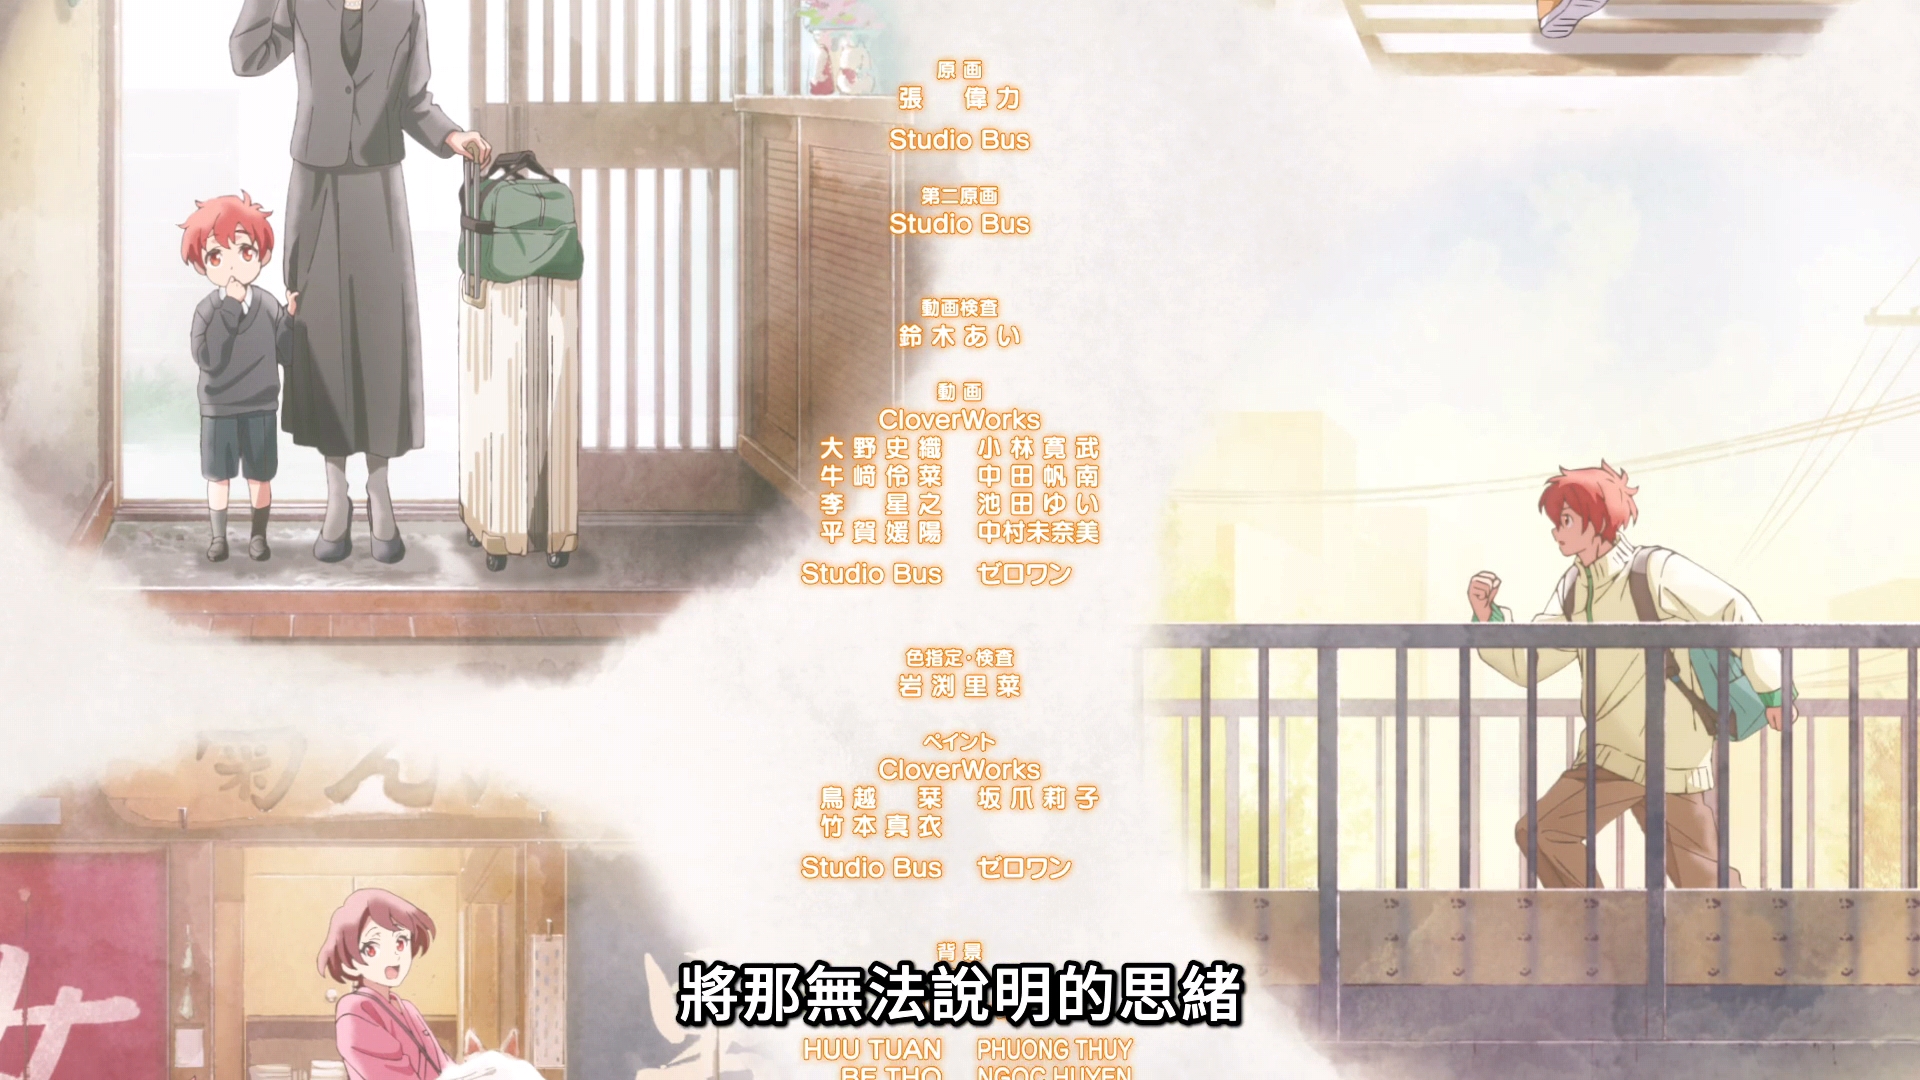 原画
張 偉力
Studio Bus
第二原画
Studio Bus
動画検査
鈴木あい
動画
CloverWorks
大野史織 小林寛武
牛﨑伶菜 中田帆南
李 星之 池田ゆい
平賀媛陽 中村未奈美
Studio Bus ゼロワン
色指定・検査
岩渕里菜
ペイント
CloverWorks
鳥越 栞 坂爪莉子
竹本真衣
Studio Bus ゼロワン
背景
將那無法說明的思緒
HUU TUAN PHUONG THUY
BE THO NGOC HUYEN